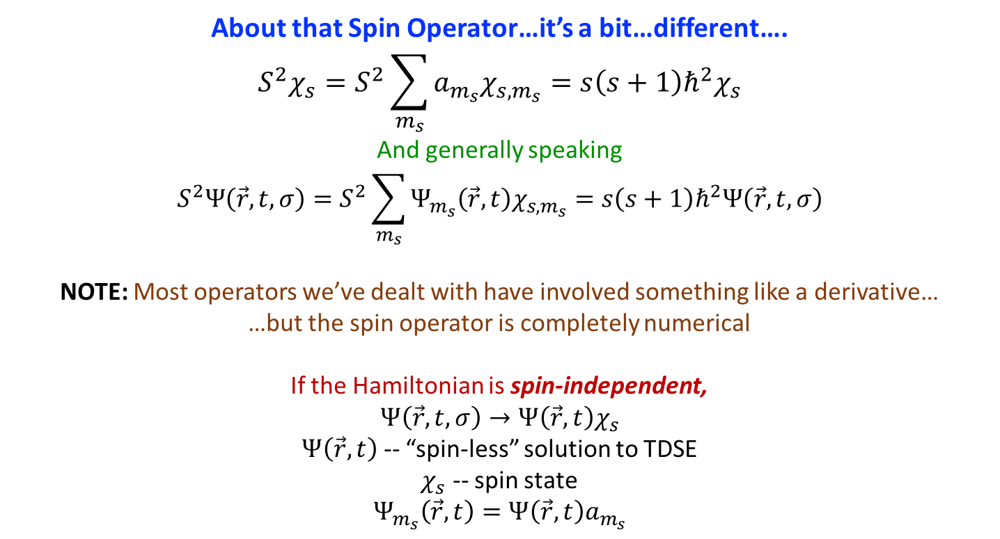 About that Spin Operator…it's a bit…different….
$S^2\chi_s = S^2 \sum_{m_s} a_{m_s}\chi_{s,m_s} = s(s+1)\hbar^2\chi_s$
And generally speaking
$S^2\Psi(\vec{r},t,\sigma) = S^2 \sum_{m_s} \Psi_{m_s}(\vec{r},t)\chi_{s,m_s} = s(s+1)\hbar^2\Psi(\vec{r},t,\sigma)$
NOTE: Most operators we've dealt with have involved something like a derivative…
…but the spin operator is completely numerical
If the Hamiltonian is spin-independent,
$\Psi(\vec{r},t,\sigma) \rightarrow \Psi(\vec{r},t)\chi_s$
$\Psi(\vec{r},t)$ -- “spin-less” solution to TDSE
$\chi_s$ -- spin state
$\Psi_{m_s}(\vec{r},t) = \Psi(\vec{r},t)a_{m_s}$